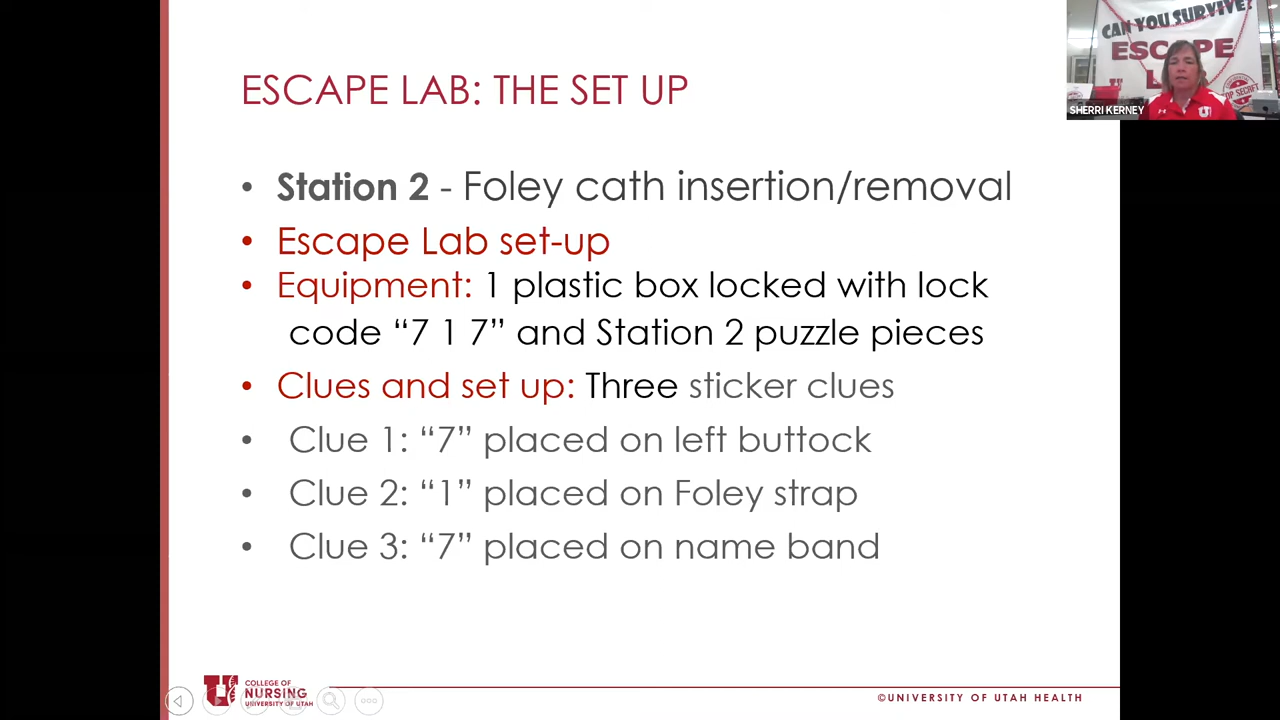 CAN YOU SURVIVE?
ESCAPE
TOP SECRET
SHERRI KERNEY
ESCAPE LAB: THE SET UP
• Station 2 - Foley cath insertion/removal
• Escape Lab set-up
• Equipment: 1 plastic box locked with lock
code “7 1 7” and Station 2 puzzle pieces
• Clues and set up: Three sticker clues
• Clue 1: “7” placed on left buttock
• Clue 2: “1” placed on Foley strap
• Clue 3: “7” placed on name band
COLLEGE OF
NURSING
UNIVERSITY OF UTAH
©UNIVERSITY OF UTAH HEALTH